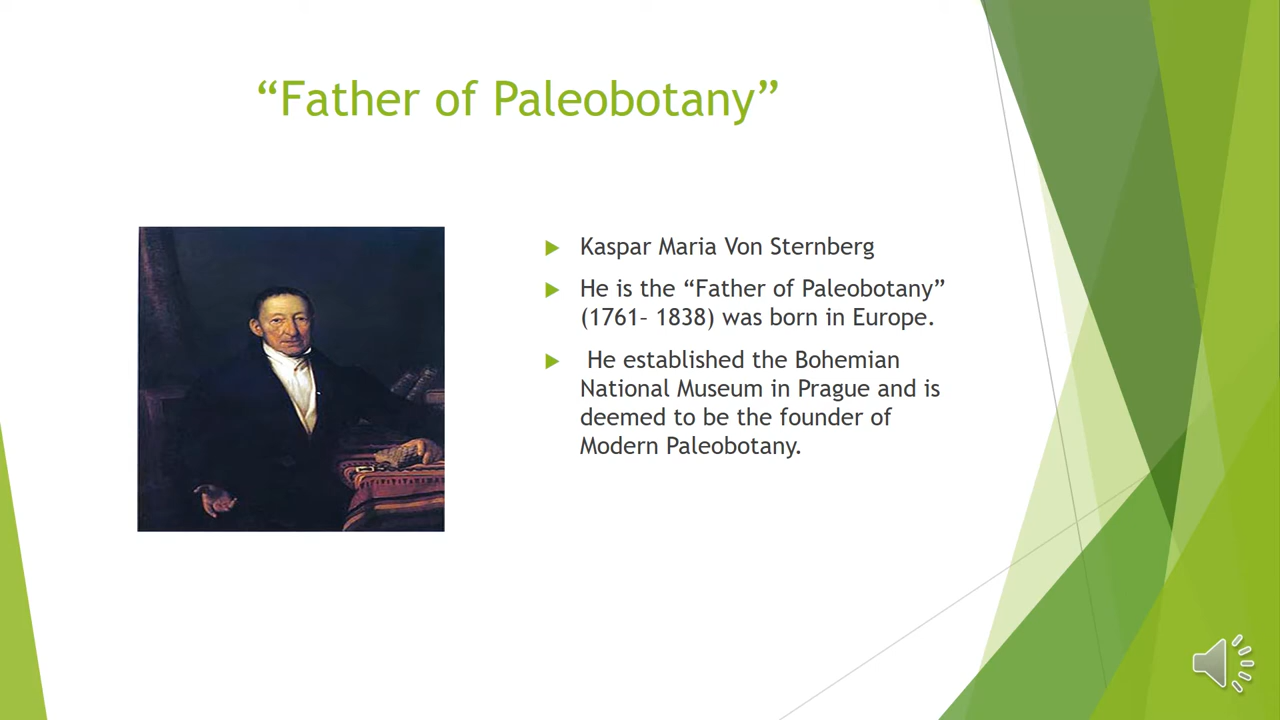 “Father of Paleobotany”
Kaspar Maria Von Sternberg
He is the “Father of Paleobotany”
(1761– 1838) was born in Europe.
He established the Bohemian
National Museum in Prague and is
deemed to be the founder of
Modern Paleobotany.